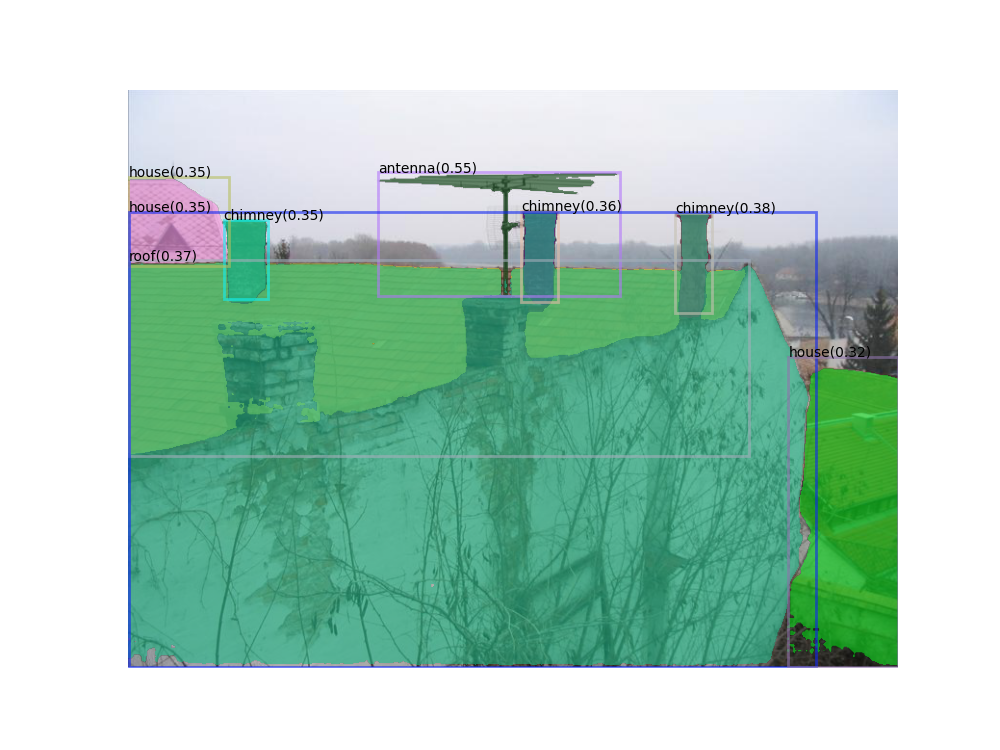 antenna(0.55)
house(0.35)
house(0.35)
chimney(0.35)
chimney(0.36)
chimney(0.38)
roof(0.37)
house(0.32)